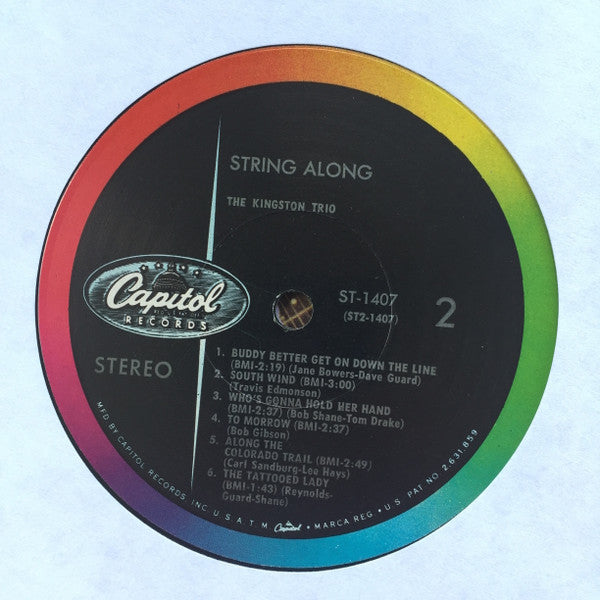 STRING ALONG
THE KINGSTON TRIO
Capitol
RECORDS
ST-1407
(ST2-1407)
2
STEREO
1. BUDDY BETTER GET ON DOWN THE LINE
(BMI-2:19) (Jane Bowers-Dave Guard)
2. SOUTH WIND (BMI-3:00)
(Travis Edmonson)
3. WHO'S GONNA HOLD HER HAND
(BMI-2:37) (Bob Shane-Tom Drake)
4. TO MORROW (BMI-2:37)
(Bob Gibson)
5. ALONG THE
COLORADO TRAIL (BMI-2:49)
(Carl Sandburg-Lee Hays)
6. THE TATTOOED LADY
(BMI-1:43) (Reynolds-
Guard-Shane)
MFD BY CAPITOL RECORDS INC U S A T M Capitol • MARCA REG • U S PAT NO 2,631,859